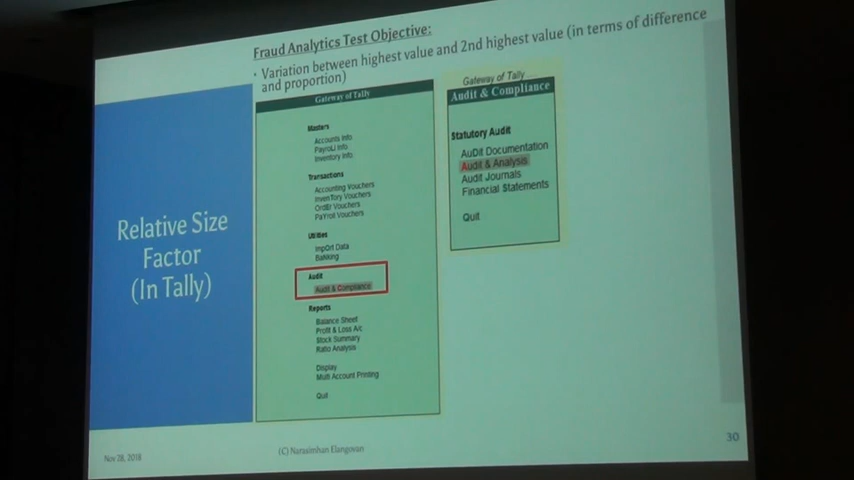 Fraud Analytics Test Objective:
• Variation between highest value and 2nd highest value (in terms of difference
and proportion)
Relative Size
Factor
(In Tally)
Gateway of Tally
Masters
Accounts Info
PayroLl Info
Inventory Info
Transactions
Accounting Vouchers
InvenTory Vouchers
OrdEr Vouchers
PaYroll Vouchers
Utilities
ImpOrt Data
BaNking
Audit
Audit & Compliance
Reports
Balance Sheet
Profit & Loss A/c
Stock Summary
Ratio Analysis
Display
Multi Account Printing
Quit
Gateway of Tally
Audit & Compliance
Statutory Audit
AuDit Documentation
Audit & Analysis
Audit Journals
Financial Statements
Quit
Nov 28, 2018
(C) Narasimhan Elangovan
30